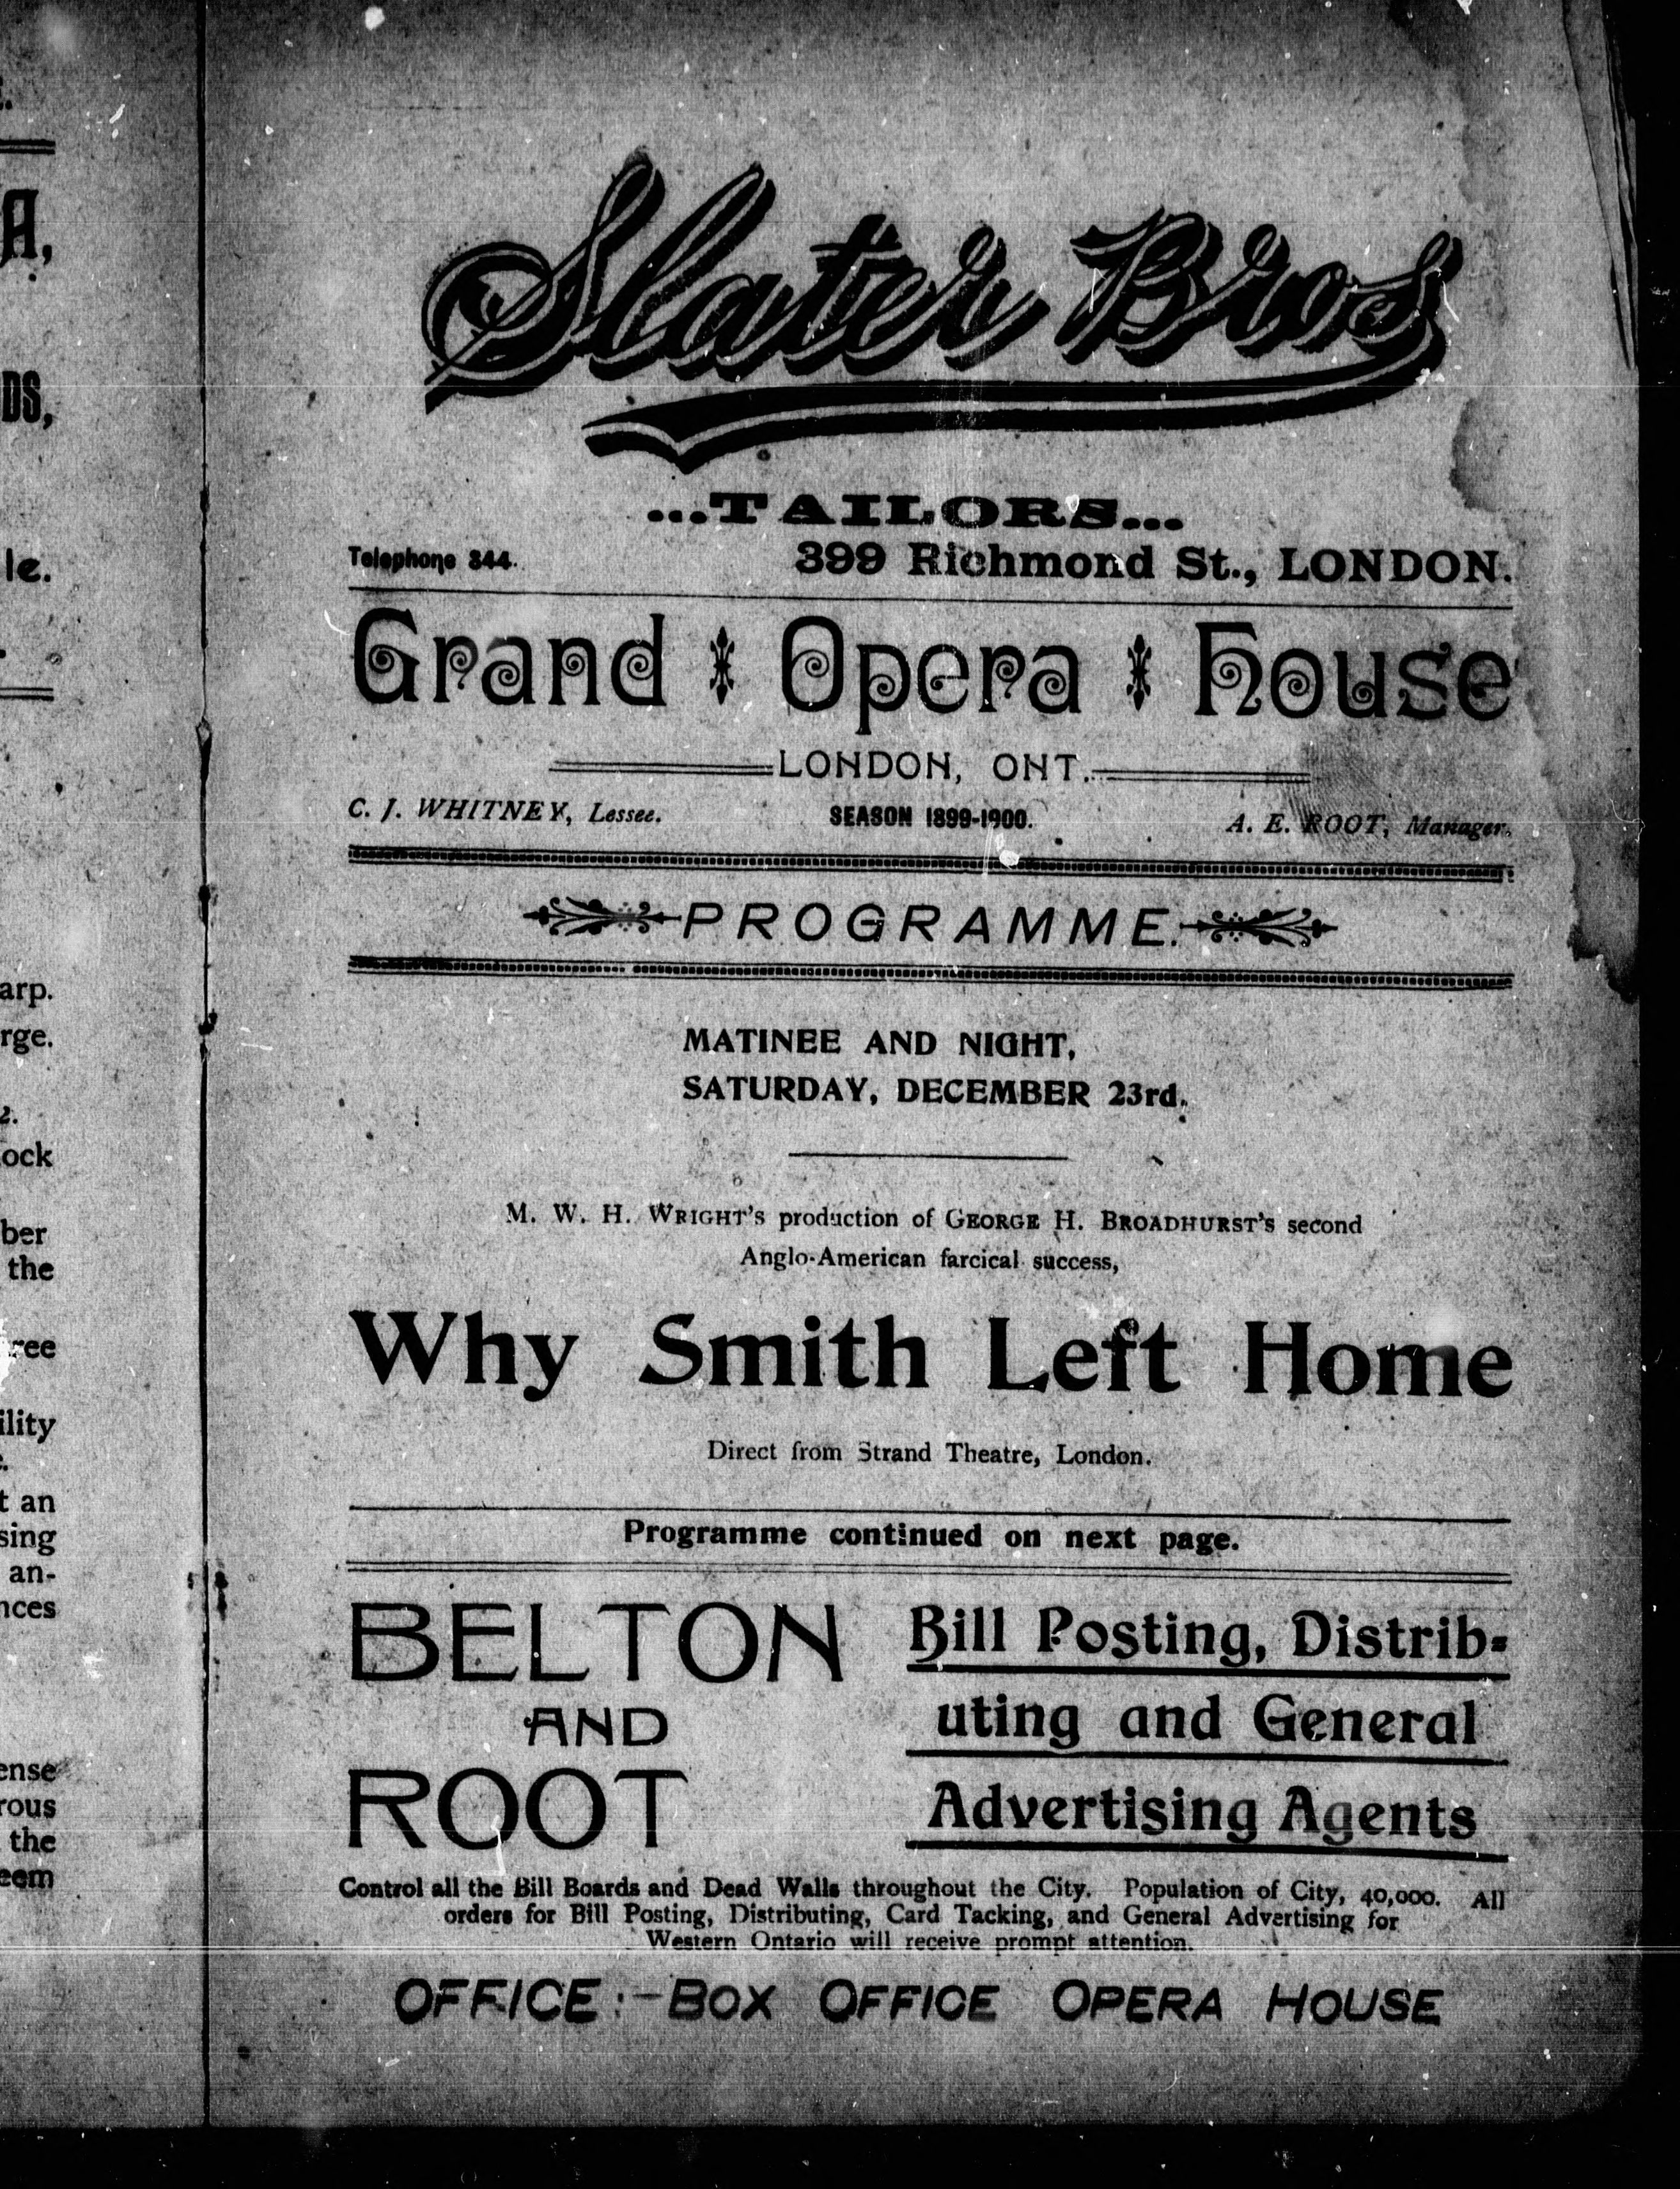 Slater Bros
...TAILORS...
Telephone 344.
399 Richmond St., LONDON.
Grand Opera House
LONDON, ONT.
C. J. WHITNEY, Lessee. SEASON 1899-1900. A. E. ROOT, Manager.
PROGRAMME.
MATINEE AND NIGHT,
SATURDAY, DECEMBER 23rd.
M. W. H. WRIGHT'S production of GEORGE H. BROADHURST'S second
Anglo-American farcical success,
Why Smith Left Home
Direct from Strand Theatre, London.
Programme continued on next page.
BELTON
AND
ROOT
Bill Posting, Distrib-
uting and General
Advertising Agents
Control all the Bill Boards and Dead Walls throughout the City. Population of City, 40,000. All
orders for Bill Posting, Distributing, Card Tacking, and General Advertising for
Western Ontario will receive prompt attention.
OFFICE:-BOX OFFICE OPERA HOUSE
A,
DS,
le.
arp.
rge.
ock
ber
the
ree
ility
t an
sing
an-
nces
ense
rous
the
eem